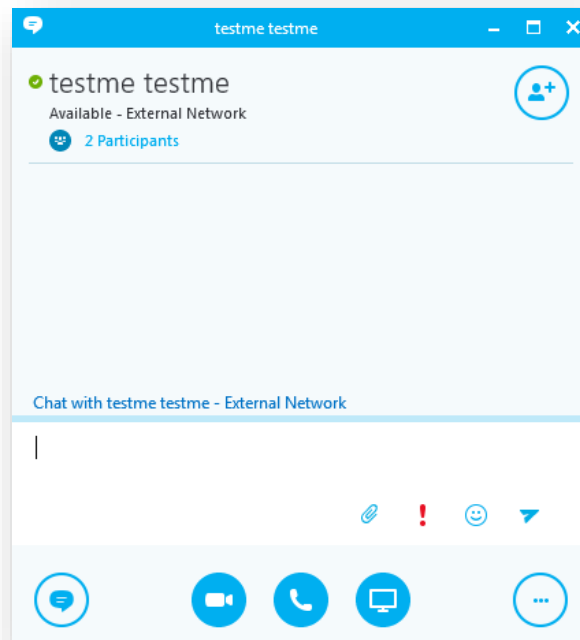 testme testme
testme testme
Available - External Network
2 Participants
Chat with testme testme - External Network